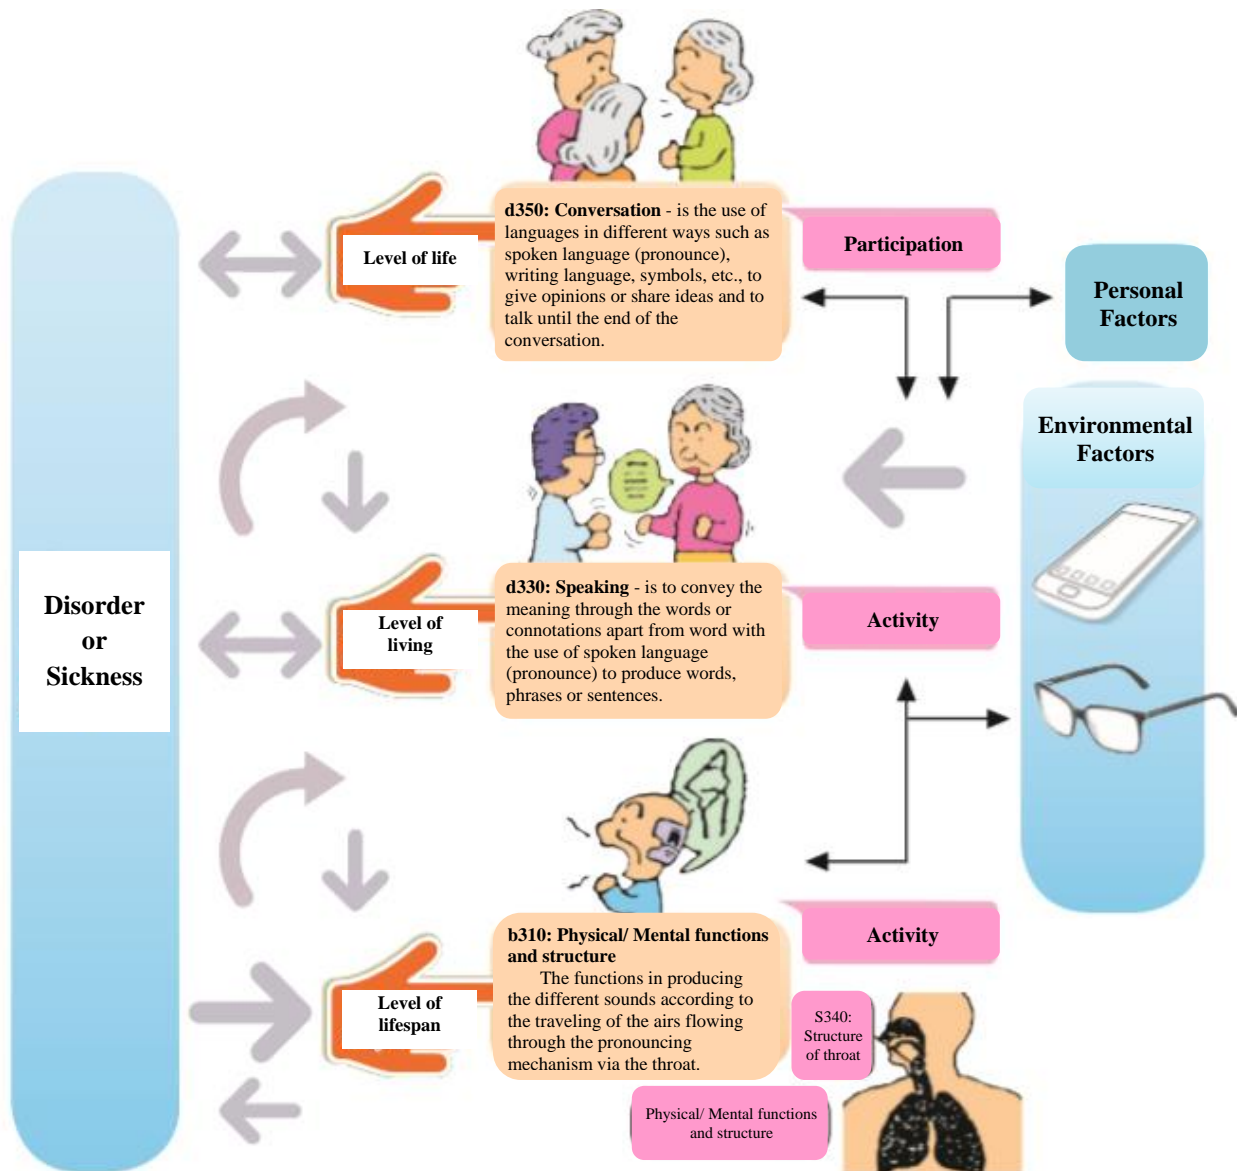 d350: Conversation - is the use of
languages in different ways such as
spoken language (pronounce),
writing language, symbols, etc., to
give opinions or share ideas and to
talk until the end of the
conversation.
Level of life
Participation
Personal
Factors
Environmental
Factors
Disorder
or
Sickness
d330: Speaking - is to convey the
meaning through the words or
connotations apart from word with
the use of spoken language
(pronounce) to produce words,
phrases or sentences.
Level of
living
Activity
b310: Physical/ Mental functions
and structure
The functions in producing
the different sounds according to
the traveling of the airs flowing
through the pronouncing
mechanism via the throat.
Level of
lifespan
Activity
S340:
Structure
of throat
Physical/ Mental functions
and structure